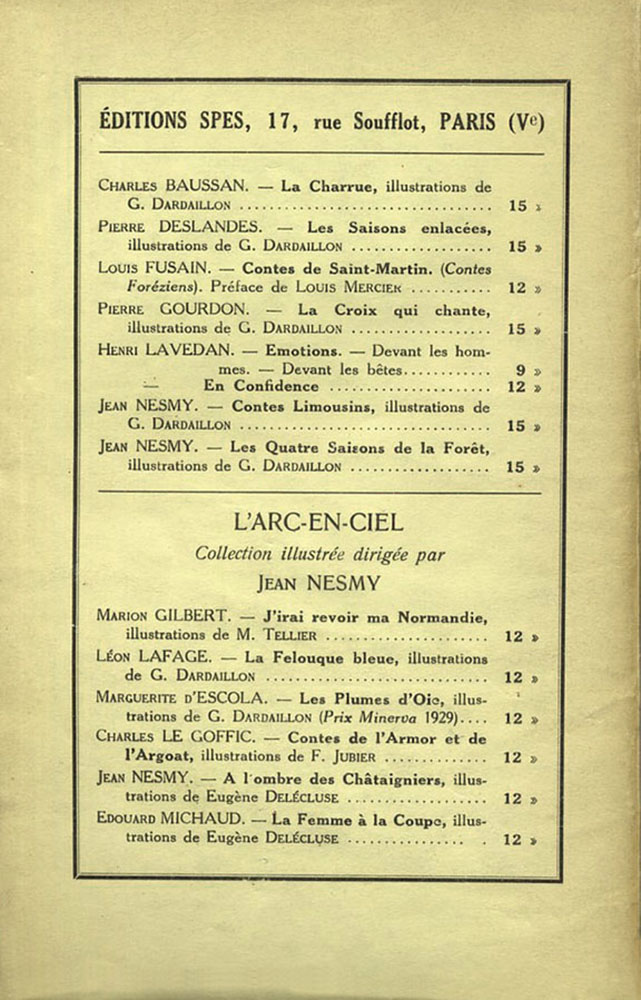 ÉDITIONS SPES, 17, rue Soufflot, PARIS (Ve)
CHARLES BAUSSAN. — La Charrue, illustrations de
G. DARDAILLON .................................. 15 »
PIERRE DESLANDES. — Les Saisons enlacées,
illustrations de G. DARDAILLON ................... 15 »
LOUIS FUSAIN. — Contes de Saint-Martin. (Contes
Foréziens). Préface de LOUIS MERCIER ........... 12 »
PIERRE GOURDON. — La Croix qui chante,
illustrations de G. DARDAILLON ................... 15 »
HENRI LAVEDAN. — Emotions. — Devant les hom-
mes. — Devant les bêtes............ 9 »
— En Confidence ...................... 12 »
JEAN NESMY. — Contes Limousins, illustrations de
G. DARDAILLON .................................. 15 »
JEAN NESMY. — Les Quatre Saisons de la Forêt,
illustrations de G. DARDAILLON ................... 15 »
L'ARC-EN-CIEL
Collection illustrée dirigée par
JEAN NESMY
MARION GILBERT. — J'irai revoir ma Normandie,
illustrations de M. TELLIER ...................... 12 »
LÉON LAFAGE. — La Felouque bleue, illustrations
de G. DARDAILLON .............................. 12 »
MARGUERITE D'ESCOLA. — Les Plumes d'Oie, illus-
trations de G. DARDAILLON (Prix Minerva 1929).... 12 »
CHARLES LE GOFFIC. — Contes de l'Armor et de
l'Argoat, illustrations de F. JUBIER .............. 12 »
JEAN NESMY. — A l'ombre des Châtaigniers, illus-
trations de Eugène DELÉCLUSE ................... 12 »
EDOUARD MICHAUD. — La Femme à la Coupe, illus-
trations de Eugène DELÉCLUSE ................ . 12 »